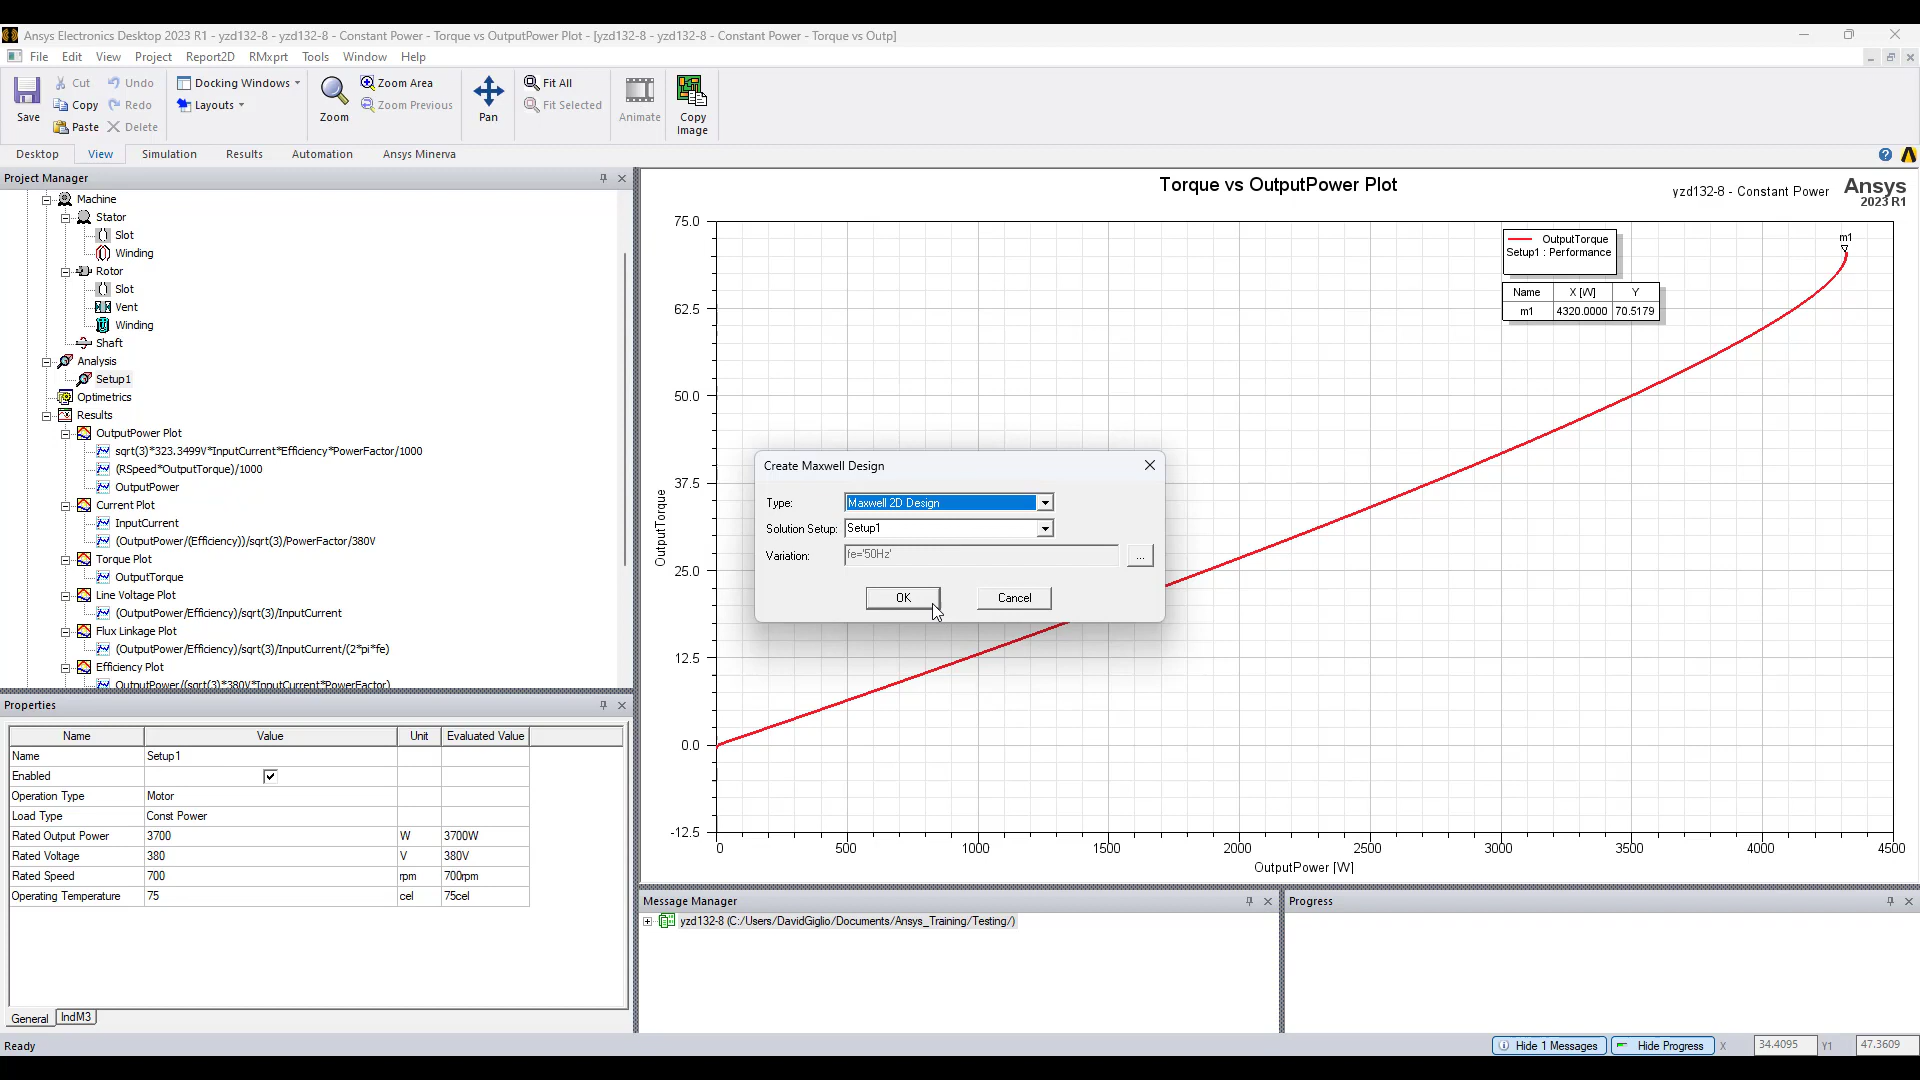 Ansys Electronics Desktop 2023 R1 - yzd132-8 - yzd132-8 - Constant Power - Torque vs OutputPower Plot - [yzd132-8 - yzd132-8 - Constant Power - Torque vs Outp]
File Edit View Project Report2D RMxprt Tools Window Help
Save Cut Copy Paste Undo Redo Delete
Docking Windows Layouts
Zoom Zoom Area Zoom Previous
Pan Fit All Fit Selected
Animate Copy Image
Desktop View Simulation Results Automation Ansys Minerva
Project Manager
Machine
Stator
Slot
Winding
Rotor
Slot
Vent
Winding
Shaft
Analysis
Setup1
Optimetrics
Results
OutputPower Plot
sqrt(3)*323.3499V*InputCurrent*Efficiency*PowerFactor/1000
(RSpeed*OutputTorque)/1000
OutputPower
Current Plot
InputCurrent
(OutputPower/(Efficiency))/sqrt(3)/PowerFactor/380V
Torque Plot
OutputTorque
Line Voltage Plot
(OutputPower/Efficiency)/sqrt(3)/InputCurrent
Flux Linkage Plot
(OutputPower/Efficiency)/sqrt(3)/InputCurrent/(2*pi*fe)
Efficiency Plot
OutputPower/(sqrt(3)*380V*InputCurrent*PowerFactor)
Properties
Name Value Unit Evaluated Value
Name Setup1
Enabled
Operation Type Motor
Load Type Const Power
Rated Output Power 3700 W 3700W
Rated Voltage 380 V 380V
Rated Speed 700 rpm 700rpm
Operating Temperature 75 cel 75cel
General IndM3
Torque vs OutputPower Plot
yzd132-8 - Constant Power
Ansys
2023 R1
75.0
62.5
50.0
37.5
25.0
12.5
0.0
-12.5
OutputTorque
m1
OutputTorque
Setup1 : Performance
Name X [W] Y
m1 4320.0000 70.5179
0 500 1000 1500 2000 2500 3000 3500 4000 4500
OutputPower [W]
Create Maxwell Design
Type: Maxwell 2D Design
Solution Setup: Setup1
Variation: fe='50Hz' ...
OK Cancel
Message Manager
yzd132-8 (C:/Users/DavidGiglio/Documents/Ansys_Training/Testing/)
Progress
Ready
Hide 1 Messages Hide Progress X 34.4095 Y1 47.3609